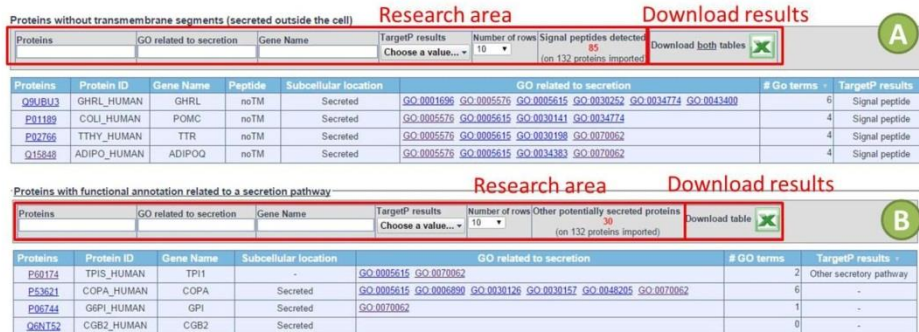 Research area Download results
Proteins without transmembrane segments (secreted outside the cell)
A
Proteins GO related to secretion Gene Name TargetP results Number of rows Signal peptides detected
Choose a value... 10 85
(on 132 proteins imported)
Download both tables
Proteins Protein ID Gene Name Peptide Subcellular location GO related to secretion # Go terms TargetP results
Q9UBU3 GHRL_HUMAN GHRL noTM Secreted GO:0001696 GO:0005576 GO:0005615 GO:0030252 GO:0034774 GO:0043400 6 Signal peptide
P01189 COLI_HUMAN POMC noTM Secreted GO:0005576 GO:0005615 GO:0030141 GO:0034774 4 Signal peptide
P02766 TTHY_HUMAN TTR noTM Secreted GO:0005576 GO:0005615 GO:0030198 GO:0070062 4 Signal peptide
Q15848 ADIPO_HUMAN ADIPOQ noTM Secreted GO:0005576 GO:0005615 GO:0034383 GO:0070062 4 Signal peptide
Research area Download results
Proteins with functional annotation related to a secretion pathway
B
Proteins GO related to secretion Gene Name TargetP results Number of rows Other potentially secreted proteins
Choose a value... 10 30
(on 132 proteins imported)
Download table
Proteins Protein ID Gene Name Subcellular location GO related to secretion # GO terms TargetP results
P60174 TPIS_HUMAN TPI1 - GO:0005615 GO:0070062 2 Other secretory pathway
P53621 COPA_HUMAN COPA Secreted GO:0005615 GO:0006890 GO:0030126 GO:0030157 GO:0048205 GO:0070062 6 -
P06744 G6PI_HUMAN GPI Secreted GO:0070062 1 -
Q6NT52 CGB2_HUMAN CGB2 Secreted 0 -